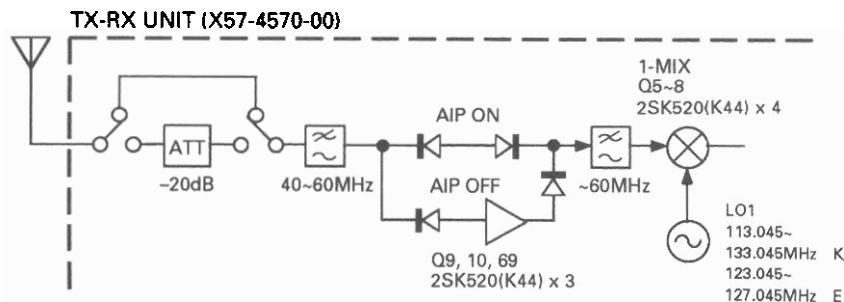 TX-RX UNIT (X57-4570-00)
1-MIX
Q5~8
2SK520(K44) x 4
AIP ON
ATT
-20dB
40~60MHz
AIP OFF
~60MHz
Q9, 10, 69
2SK520(K44) x 3
LO1
113.045~
133.045MHz K
123.045~
127.045MHz E